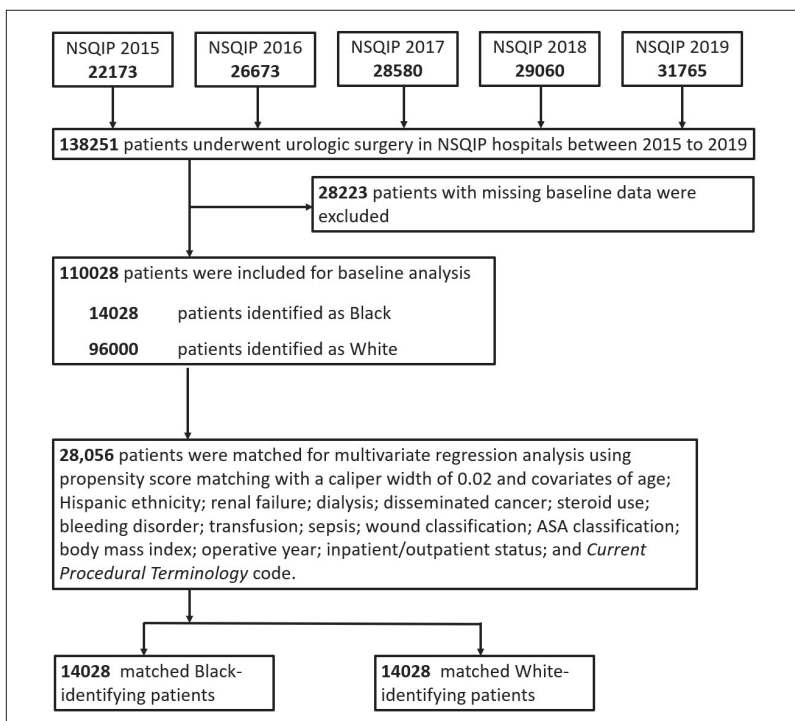 NSQIP 2015
22173
NSQIP 2016
26673
NSQIP 2017
28580
NSQIP 2018
29060
NSQIP 2019
31765
138251 patients underwent urologic surgery in NSQIP hospitals between 2015 to 2019
28223 patients with missing baseline data were
excluded
110028 patients were included for baseline analysis
14028 patients identified as Black
96000 patients identified as White
28,056 patients were matched for multivariate regression analysis using
propensity score matching with a caliper width of 0.02 and covariates of age;
Hispanic ethnicity; renal failure; dialysis; disseminated cancer; steroid use;
bleeding disorder; transfusion; sepsis; wound classification; ASA classification;
body mass index; operative year; inpatient/outpatient status; and Current
Procedural Terminology code.
14028 matched Black-
identifying patients
14028 matched White-
identifying patients